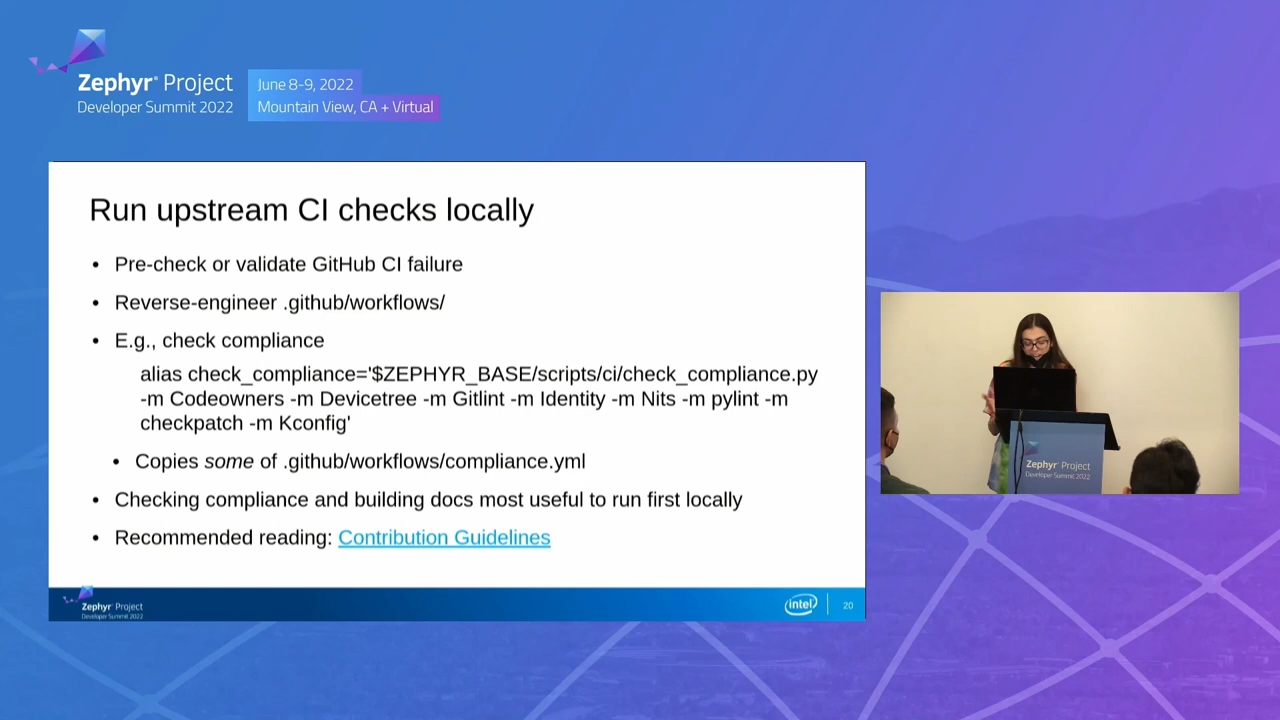 Zephyr® Project
Developer Summit 2022
June 8-9, 2022
Mountain View, CA + Virtual
Run upstream CI checks locally
• Pre-check or validate GitHub CI failure
• Reverse-engineer .github/workflows/
• E.g., check compliance
alias check_compliance='$ZEPHYR_BASE/scripts/ci/check_compliance.py
-m Codeowners -m Devicetree -m Gitlint -m Identity -m Nits -m pylint -m
checkpatch -m Kconfig'
• Copies some of .github/workflows/compliance.yml
• Checking compliance and building docs most useful to run first locally
• Recommended reading: Contribution Guidelines
Zephyr® Project
Developer Summit 2022
intel
20
Zephyr® Project
Developer Summit 2022